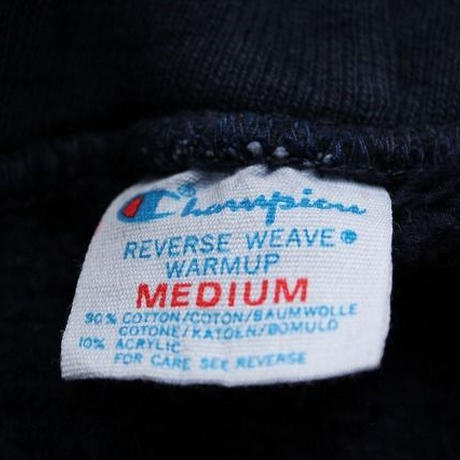 Champion
REVERSE WEAVE®
WARMUP
MEDIUM
90% COTTON/COTON/BAUMWOLLE
COTONE/KATOEN/BOMULD
10% ACRYLIC
FOR CARE SEE REVERSE